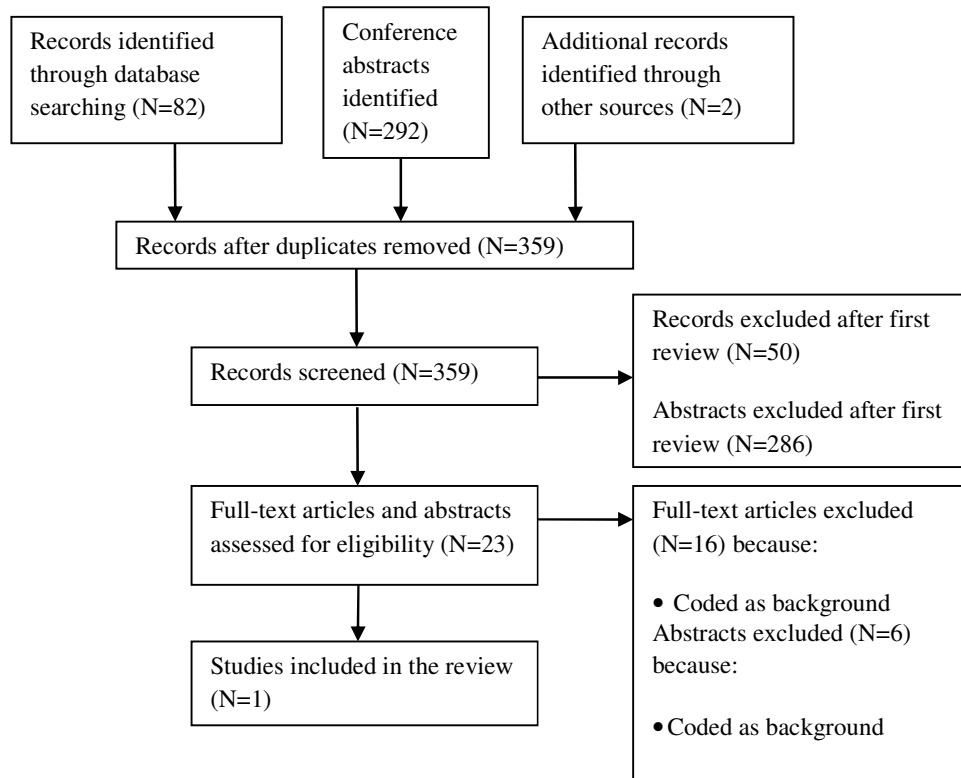 Records identified
through database
searching (N=82)
Conference
abstracts
identified
(N=292)
Additional records
identified through
other sources (N=2)
Records after duplicates removed (N=359)
Records screened (N=359)
Records excluded after first
review (N=50)
Abstracts excluded after first
review (N=286)
Full-text articles and abstracts
assessed for eligibility (N=23)
Full-text articles excluded
(N=16) because:
• Coded as background
Abstracts excluded (N=6)
because:
• Coded as background
Studies included in the review
(N=1)